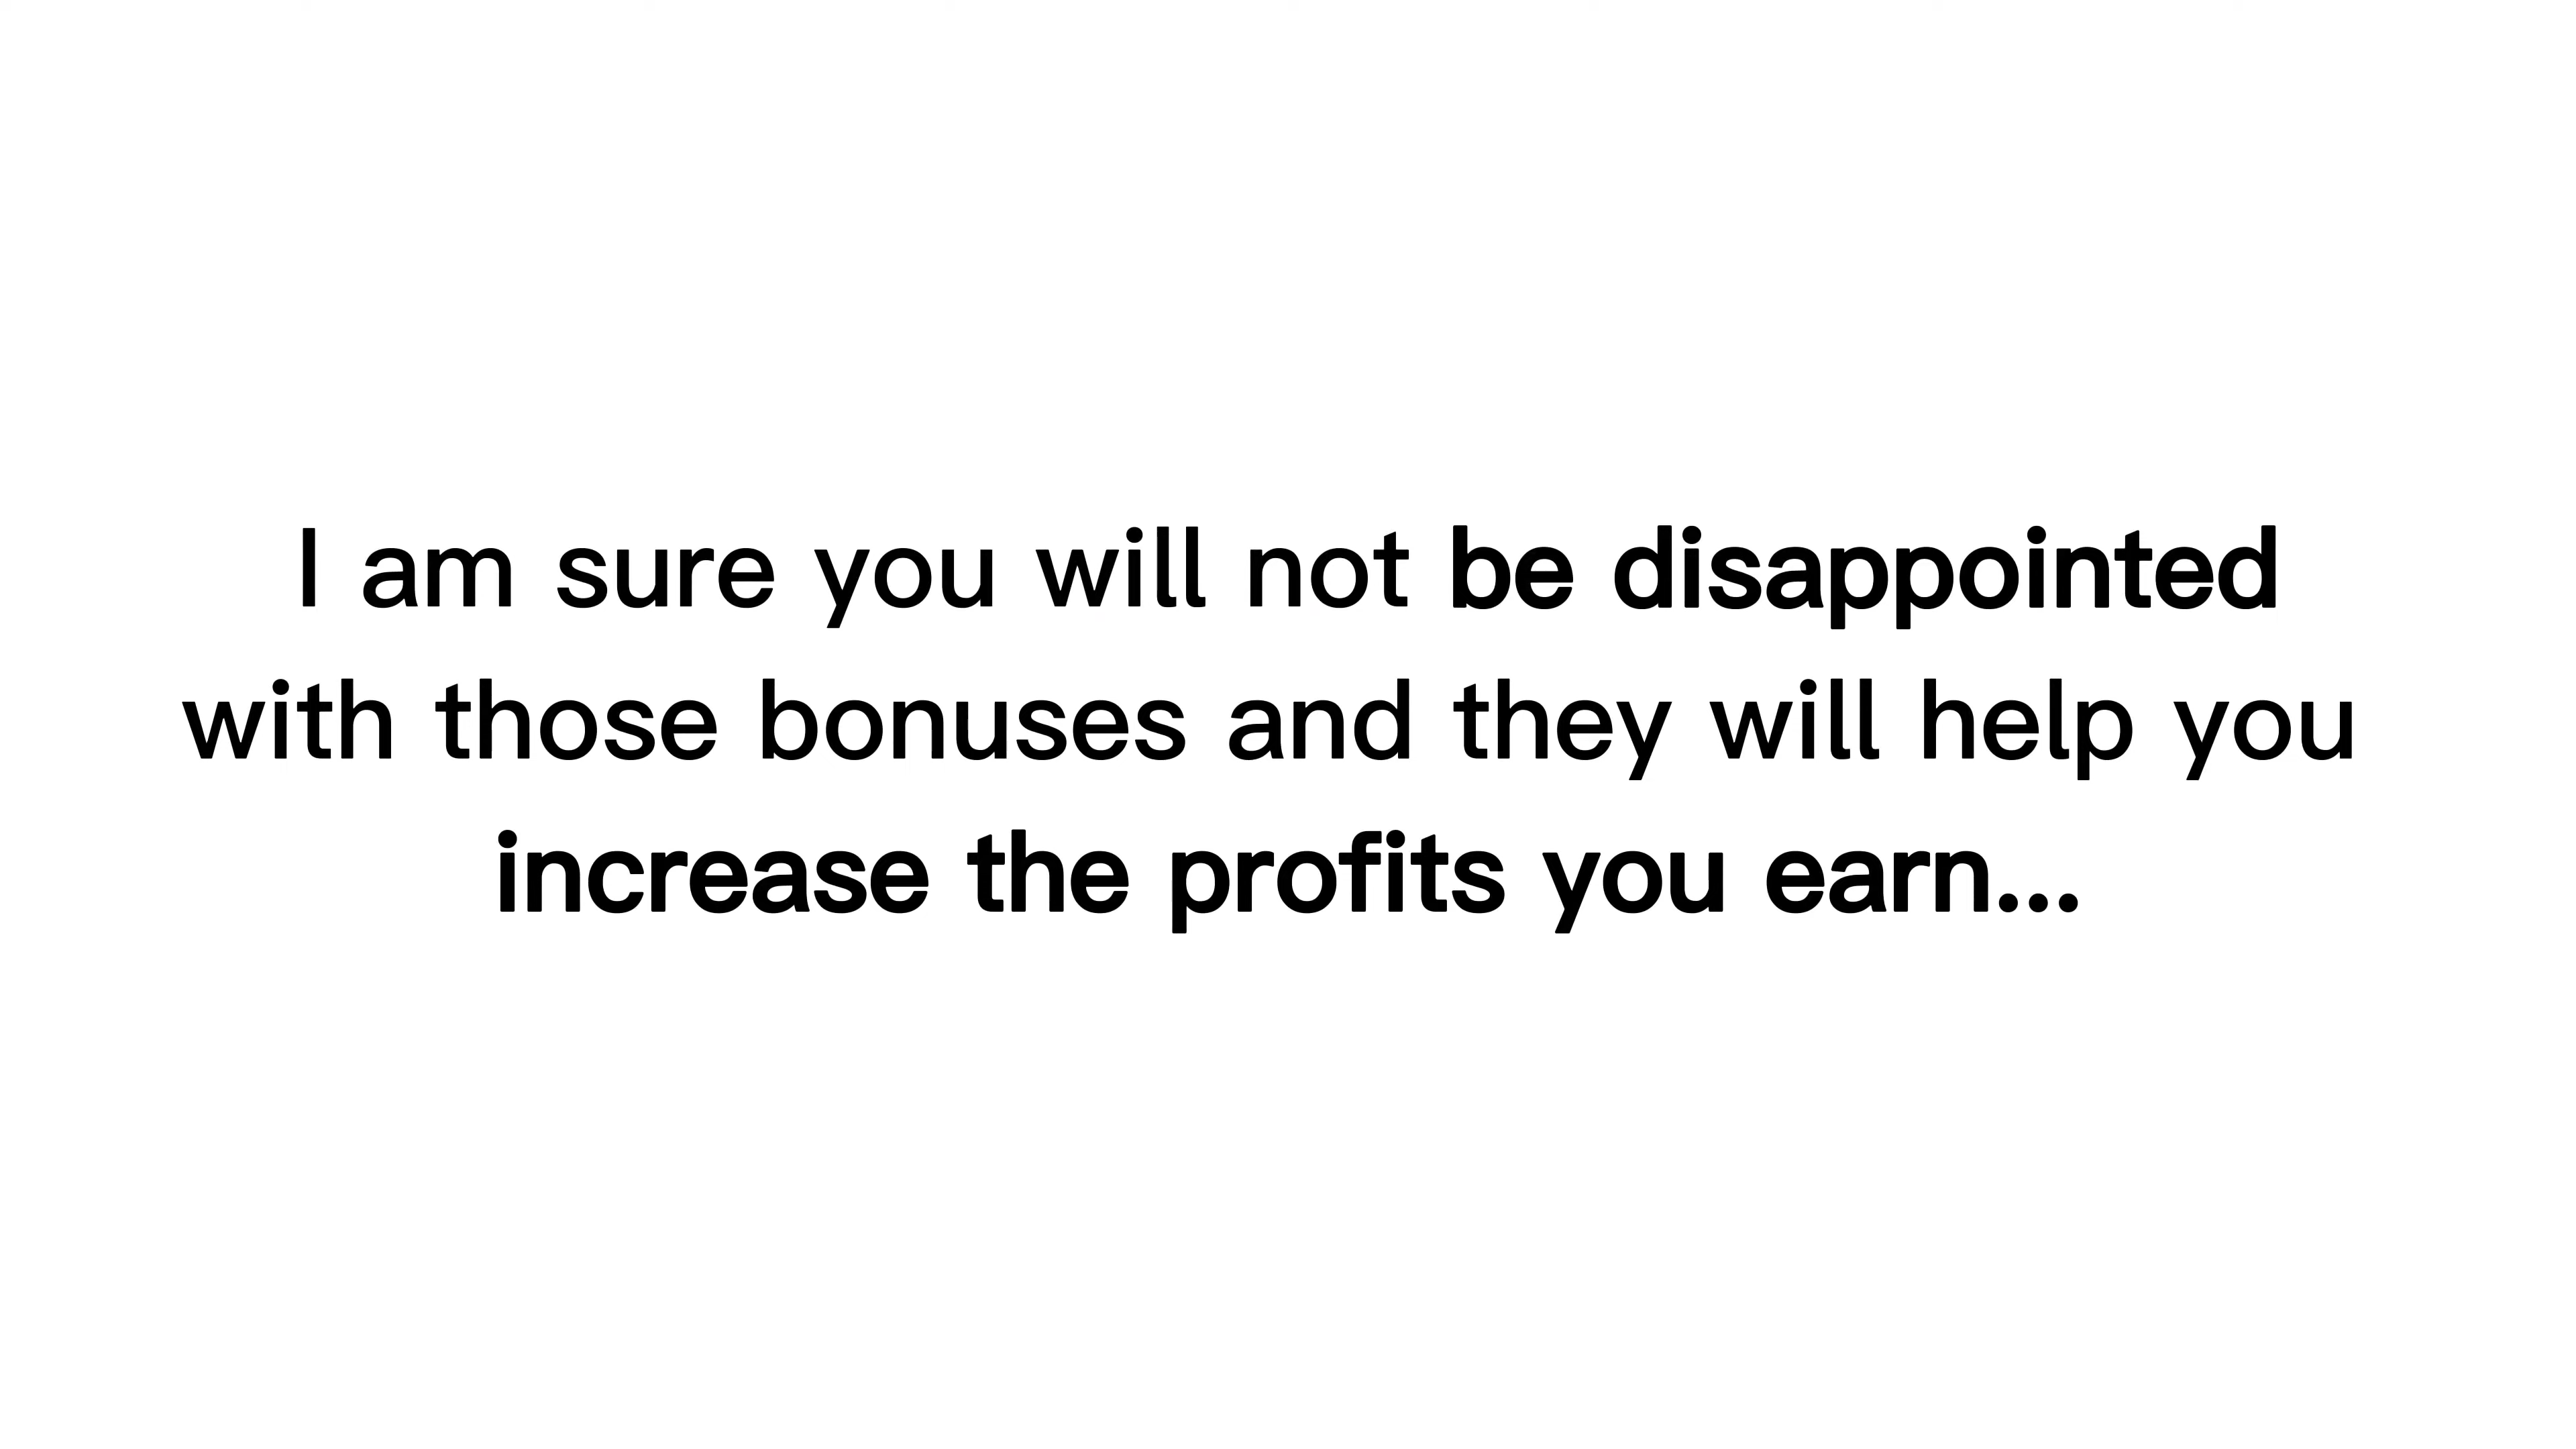 I am sure you will not be disappointed
with those bonuses and they will help you
increase the profits you earn...